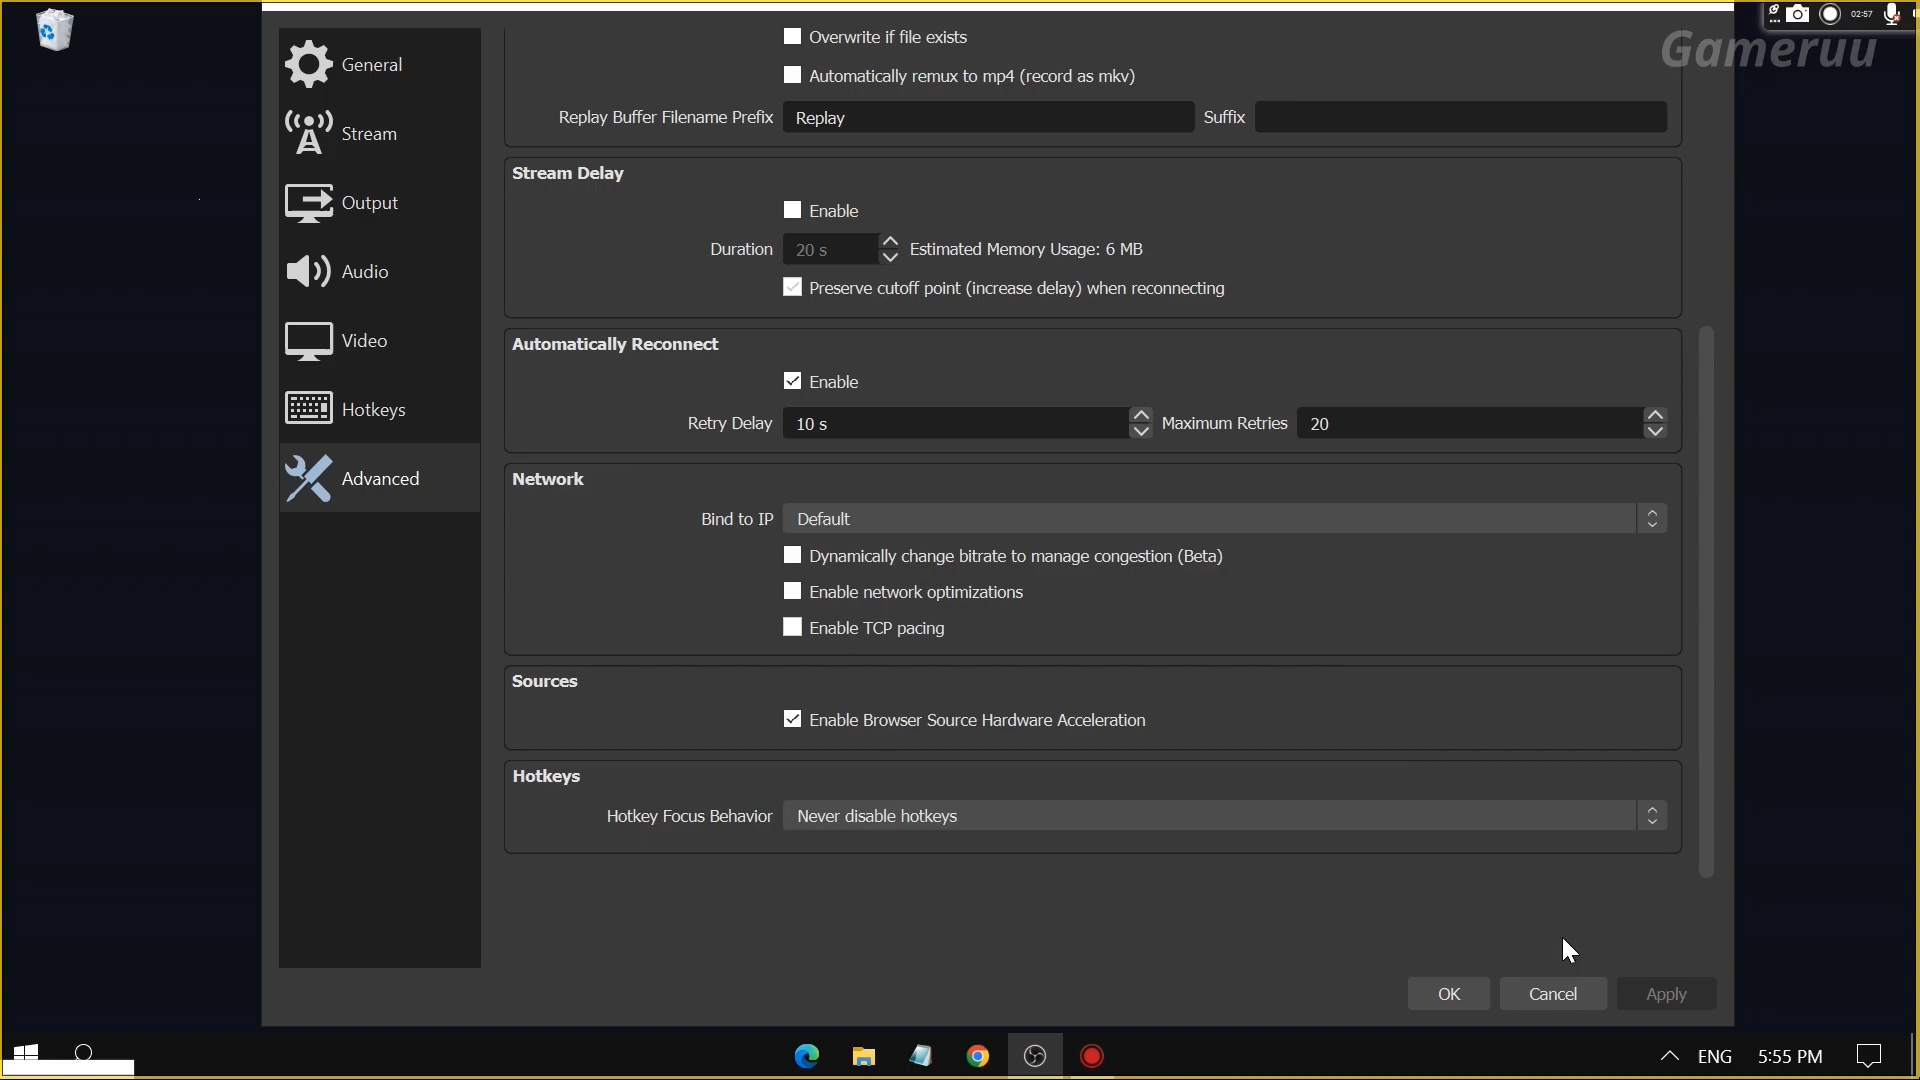 02:57
Gameruu
General
Stream
Output
Audio
Video
Hotkeys
Advanced
Overwrite if file exists
Automatically remux to mp4 (record as mkv)
Replay Buffer Filename Prefix Replay Suffix
Stream Delay
Enable
Duration 20 s Estimated Memory Usage: 6 MB
Preserve cutoff point (increase delay) when reconnecting
Automatically Reconnect
Enable
Retry Delay 10 s Maximum Retries 20
Network
Bind to IP Default
Dynamically change bitrate to manage congestion (Beta)
Enable network optimizations
Enable TCP pacing
Sources
Enable Browser Source Hardware Acceleration
Hotkeys
Hotkey Focus Behavior Never disable hotkeys
OK Cancel Apply
ENG 5:55 PM